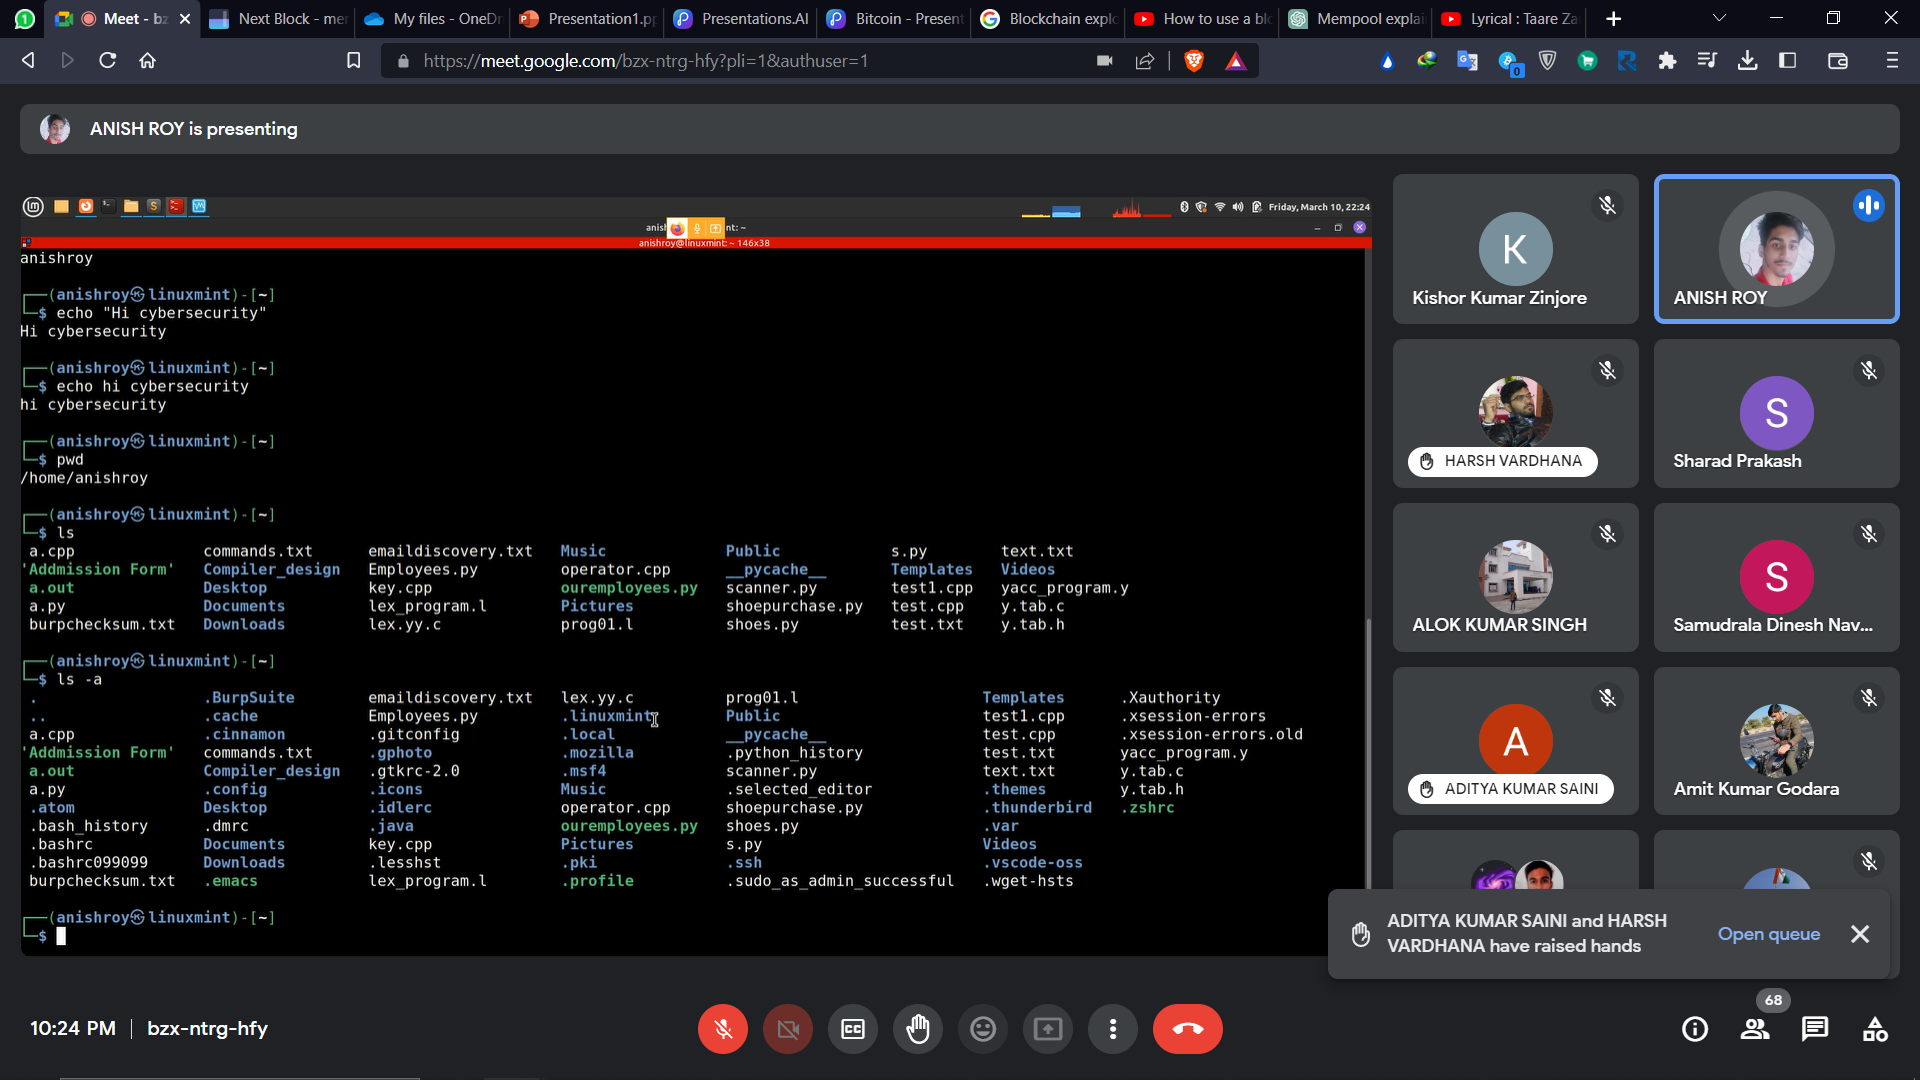 Meet - bz
Next Block - me
My files - OneDr
Presentation1.pp
Presentations.AI
Bitcoin - Present
Blockchain explo
How to use a blo
Mempool explai
Lyrical : Taare Za
https://meet.google.com/bzx-ntrg-hfy?pli=1&authuser=1
0
ANISH ROY is presenting
Friday, March 10, 22:24
anish
nt: ~
anishroy@linuxmint: ~ 146x38
anishroy
(anishroy㉿linuxmint)-[~]
$ echo "Hi cybersecurity"
Hi cybersecurity
(anishroy㉿linuxmint)-[~]
$ echo hi cybersecurity
hi cybersecurity
(anishroy㉿linuxmint)-[~]
$ pwd
/home/anishroy
(anishroy㉿linuxmint)-[~]
$ ls
a.cpp commands.txt emaildiscovery.txt Music Public s.py text.txt
'Addmission Form' Compiler_design Employees.py operator.cpp __pycache__ Templates Videos
a.out Desktop key.cpp ouremployees.py scanner.py test1.cpp yacc_program.y
a.py Documents lex_program.l Pictures shoepurchase.py test.cpp y.tab.c
burpchecksum.txt Downloads lex.yy.c prog01.l shoes.py test.txt y.tab.h
(anishroy㉿linuxmint)-[~]
$ ls -a
. .BurpSuite emaildiscovery.txt lex.yy.c prog01.l Templates .Xauthority
.. .cache Employees.py .linuxmint Public test1.cpp .xsession-errors
a.cpp .cinnamon .gitconfig .local __pycache__ test.cpp .xsession-errors.old
'Addmission Form' commands.txt .gphoto .mozilla .python_history test.txt yacc_program.y
a.out Compiler_design .gtkrc-2.0 .msf4 scanner.py text.txt y.tab.c
a.py .config .icons Music .selected_editor .themes y.tab.h
.atom Desktop .idlerc operator.cpp shoepurchase.py .thunderbird .zshrc
.bash_history .dmrc .java ouremployees.py shoes.py .var
.bashrc Documents key.cpp Pictures s.py Videos
.bashrc099099 Downloads .lesshst .pki .ssh .vscode-oss
burpchecksum.txt .emacs lex_program.l .profile .sudo_as_admin_successful .wget-hsts
(anishroy㉿linuxmint)-[~]
$
K
Kishor Kumar Zinjore
ANISH ROY
HARSH VARDHANA
S
Sharad Prakash
ALOK KUMAR SINGH
S
Samudrala Dinesh Nav...
A
ADITYA KUMAR SAINI
Amit Kumar Godara
ADITYA KUMAR SAINI and HARSH
VARDHANA have raised hands
Open queue
10:24 PM
bzx-ntrg-hfy
68